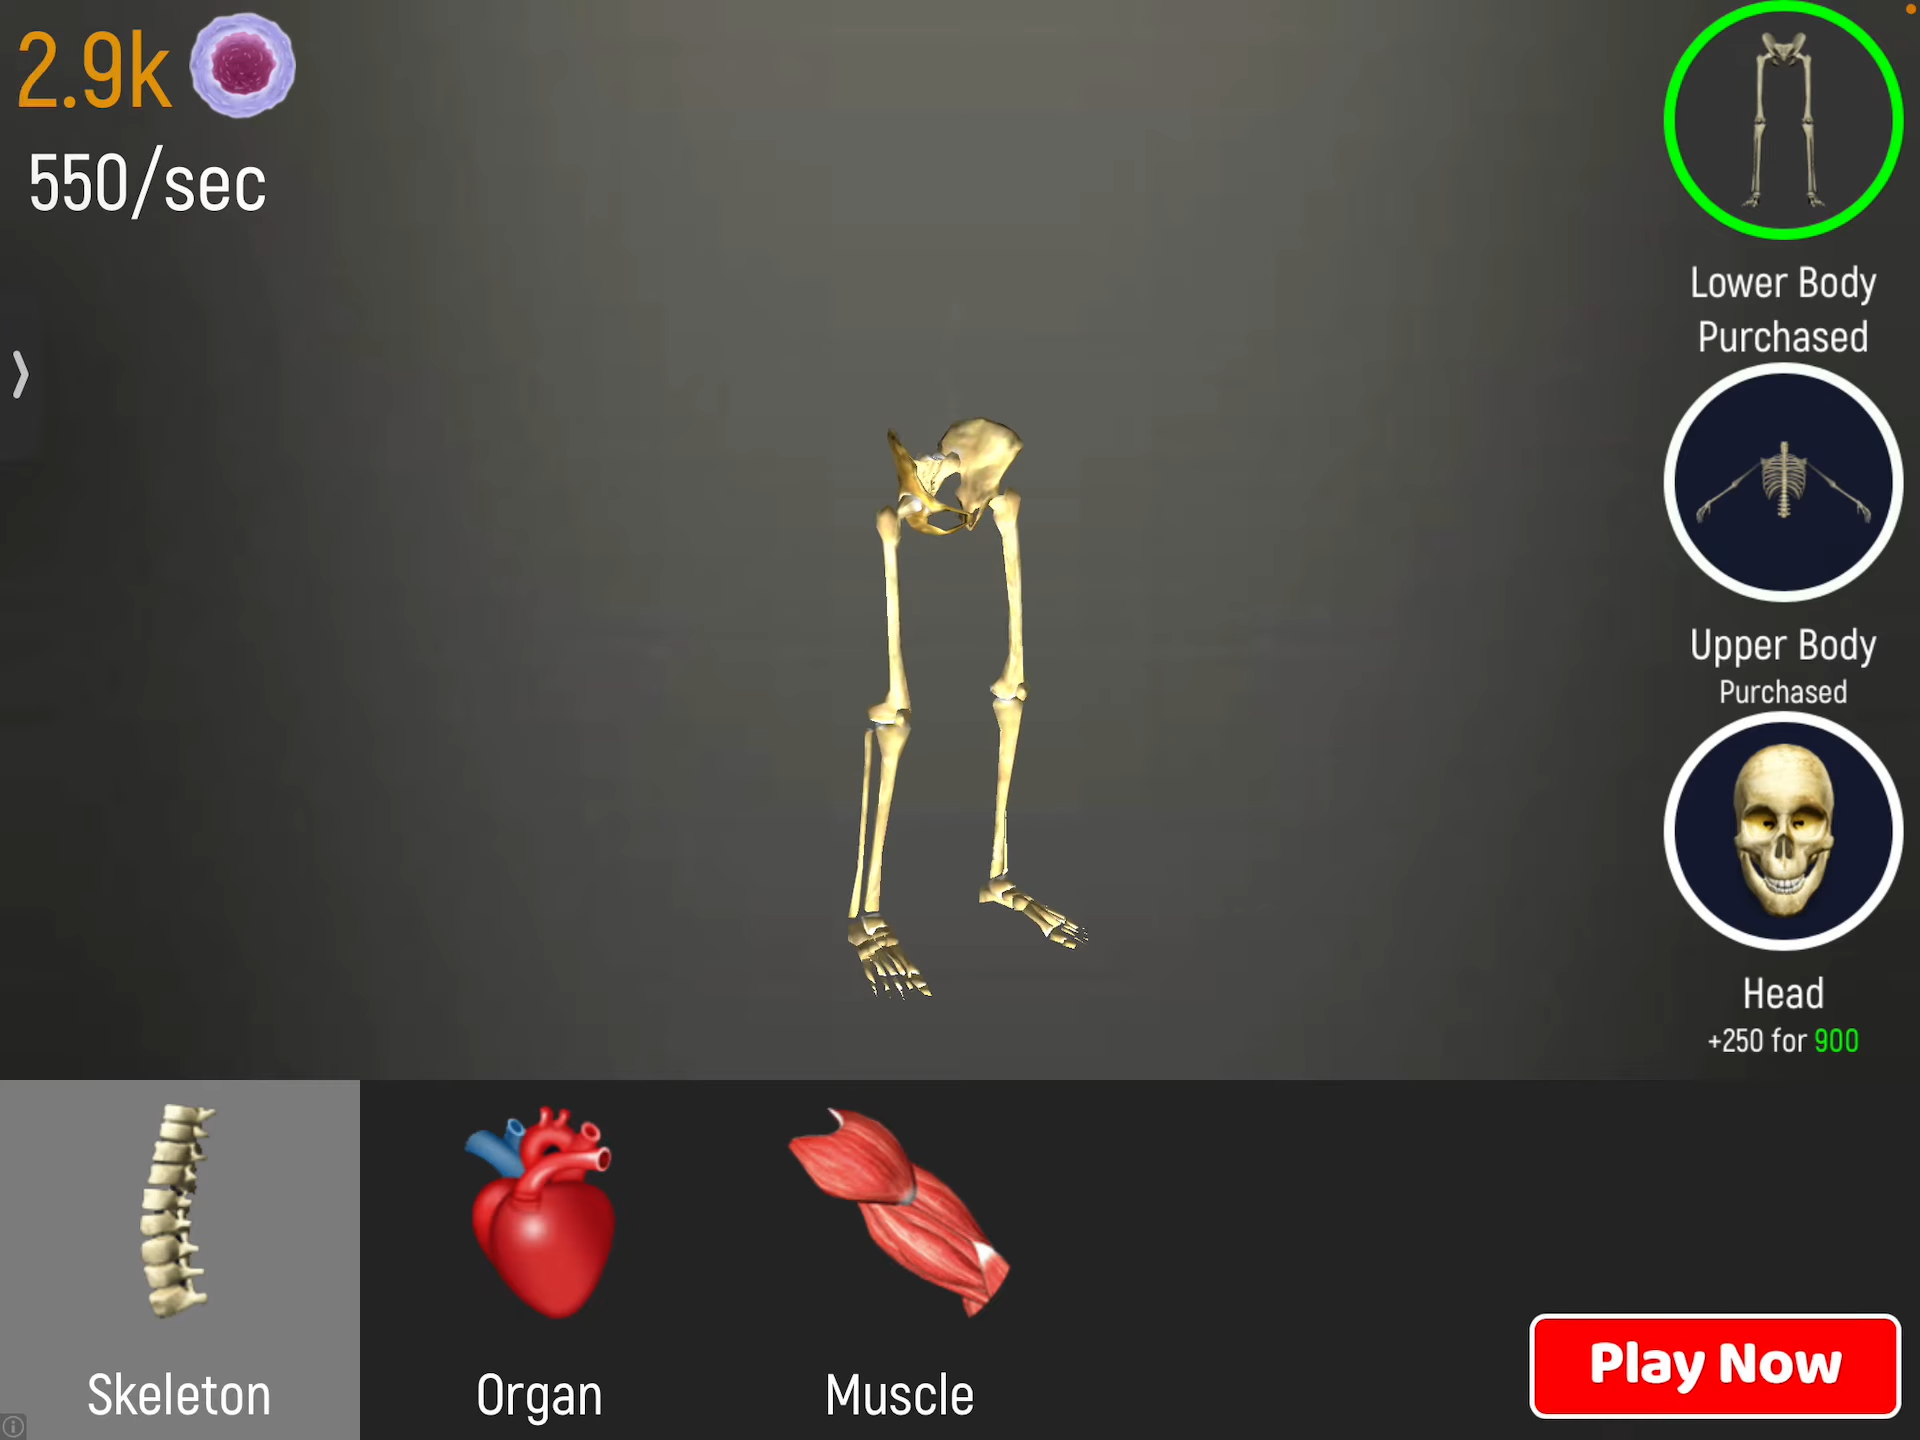 2.9k
550/sec
Lower Body
Purchased
Upper Body
Purchased
Head
+250 for 900
Skeleton
Organ
Muscle
Play Now